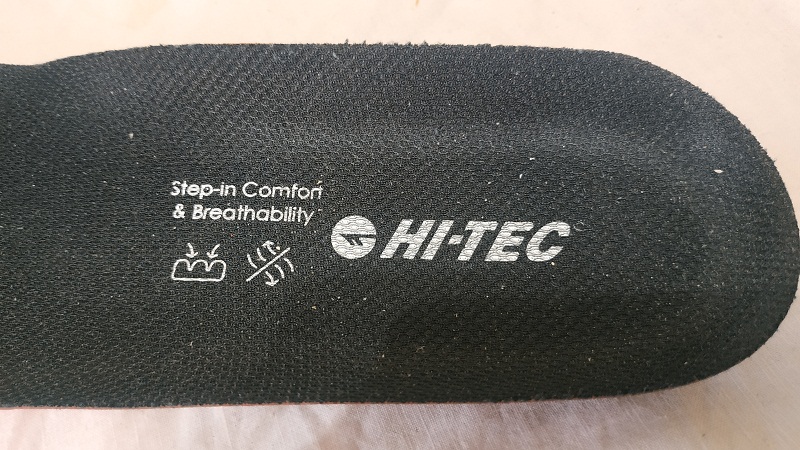 Step-in Comfort
& Breathability
HI-TEC